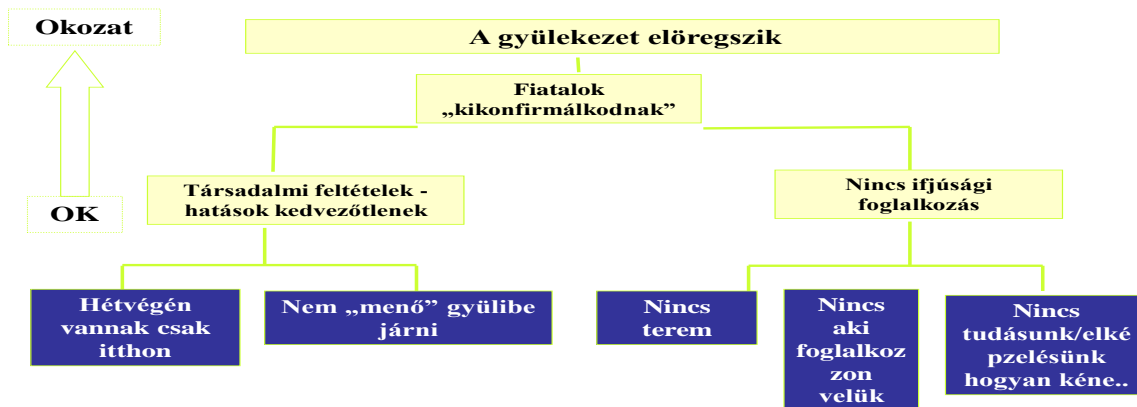 Okozat
A gyülekezet elöregszik
Fiatalok
„kikonfirmálkodnak”
Társadalmi feltételek -
hatások kedvezőtlenek
Nincs ifjúsági
foglalkozás
OK
Hétvégén
vannak csak
itthon
Nem „menő” gyülibe
járni
Nincs
terem
Nincs
aki
foglalkoz
zon
velük
Nincs
tudásunk/elké
pzelésünk
hogyan kéne..